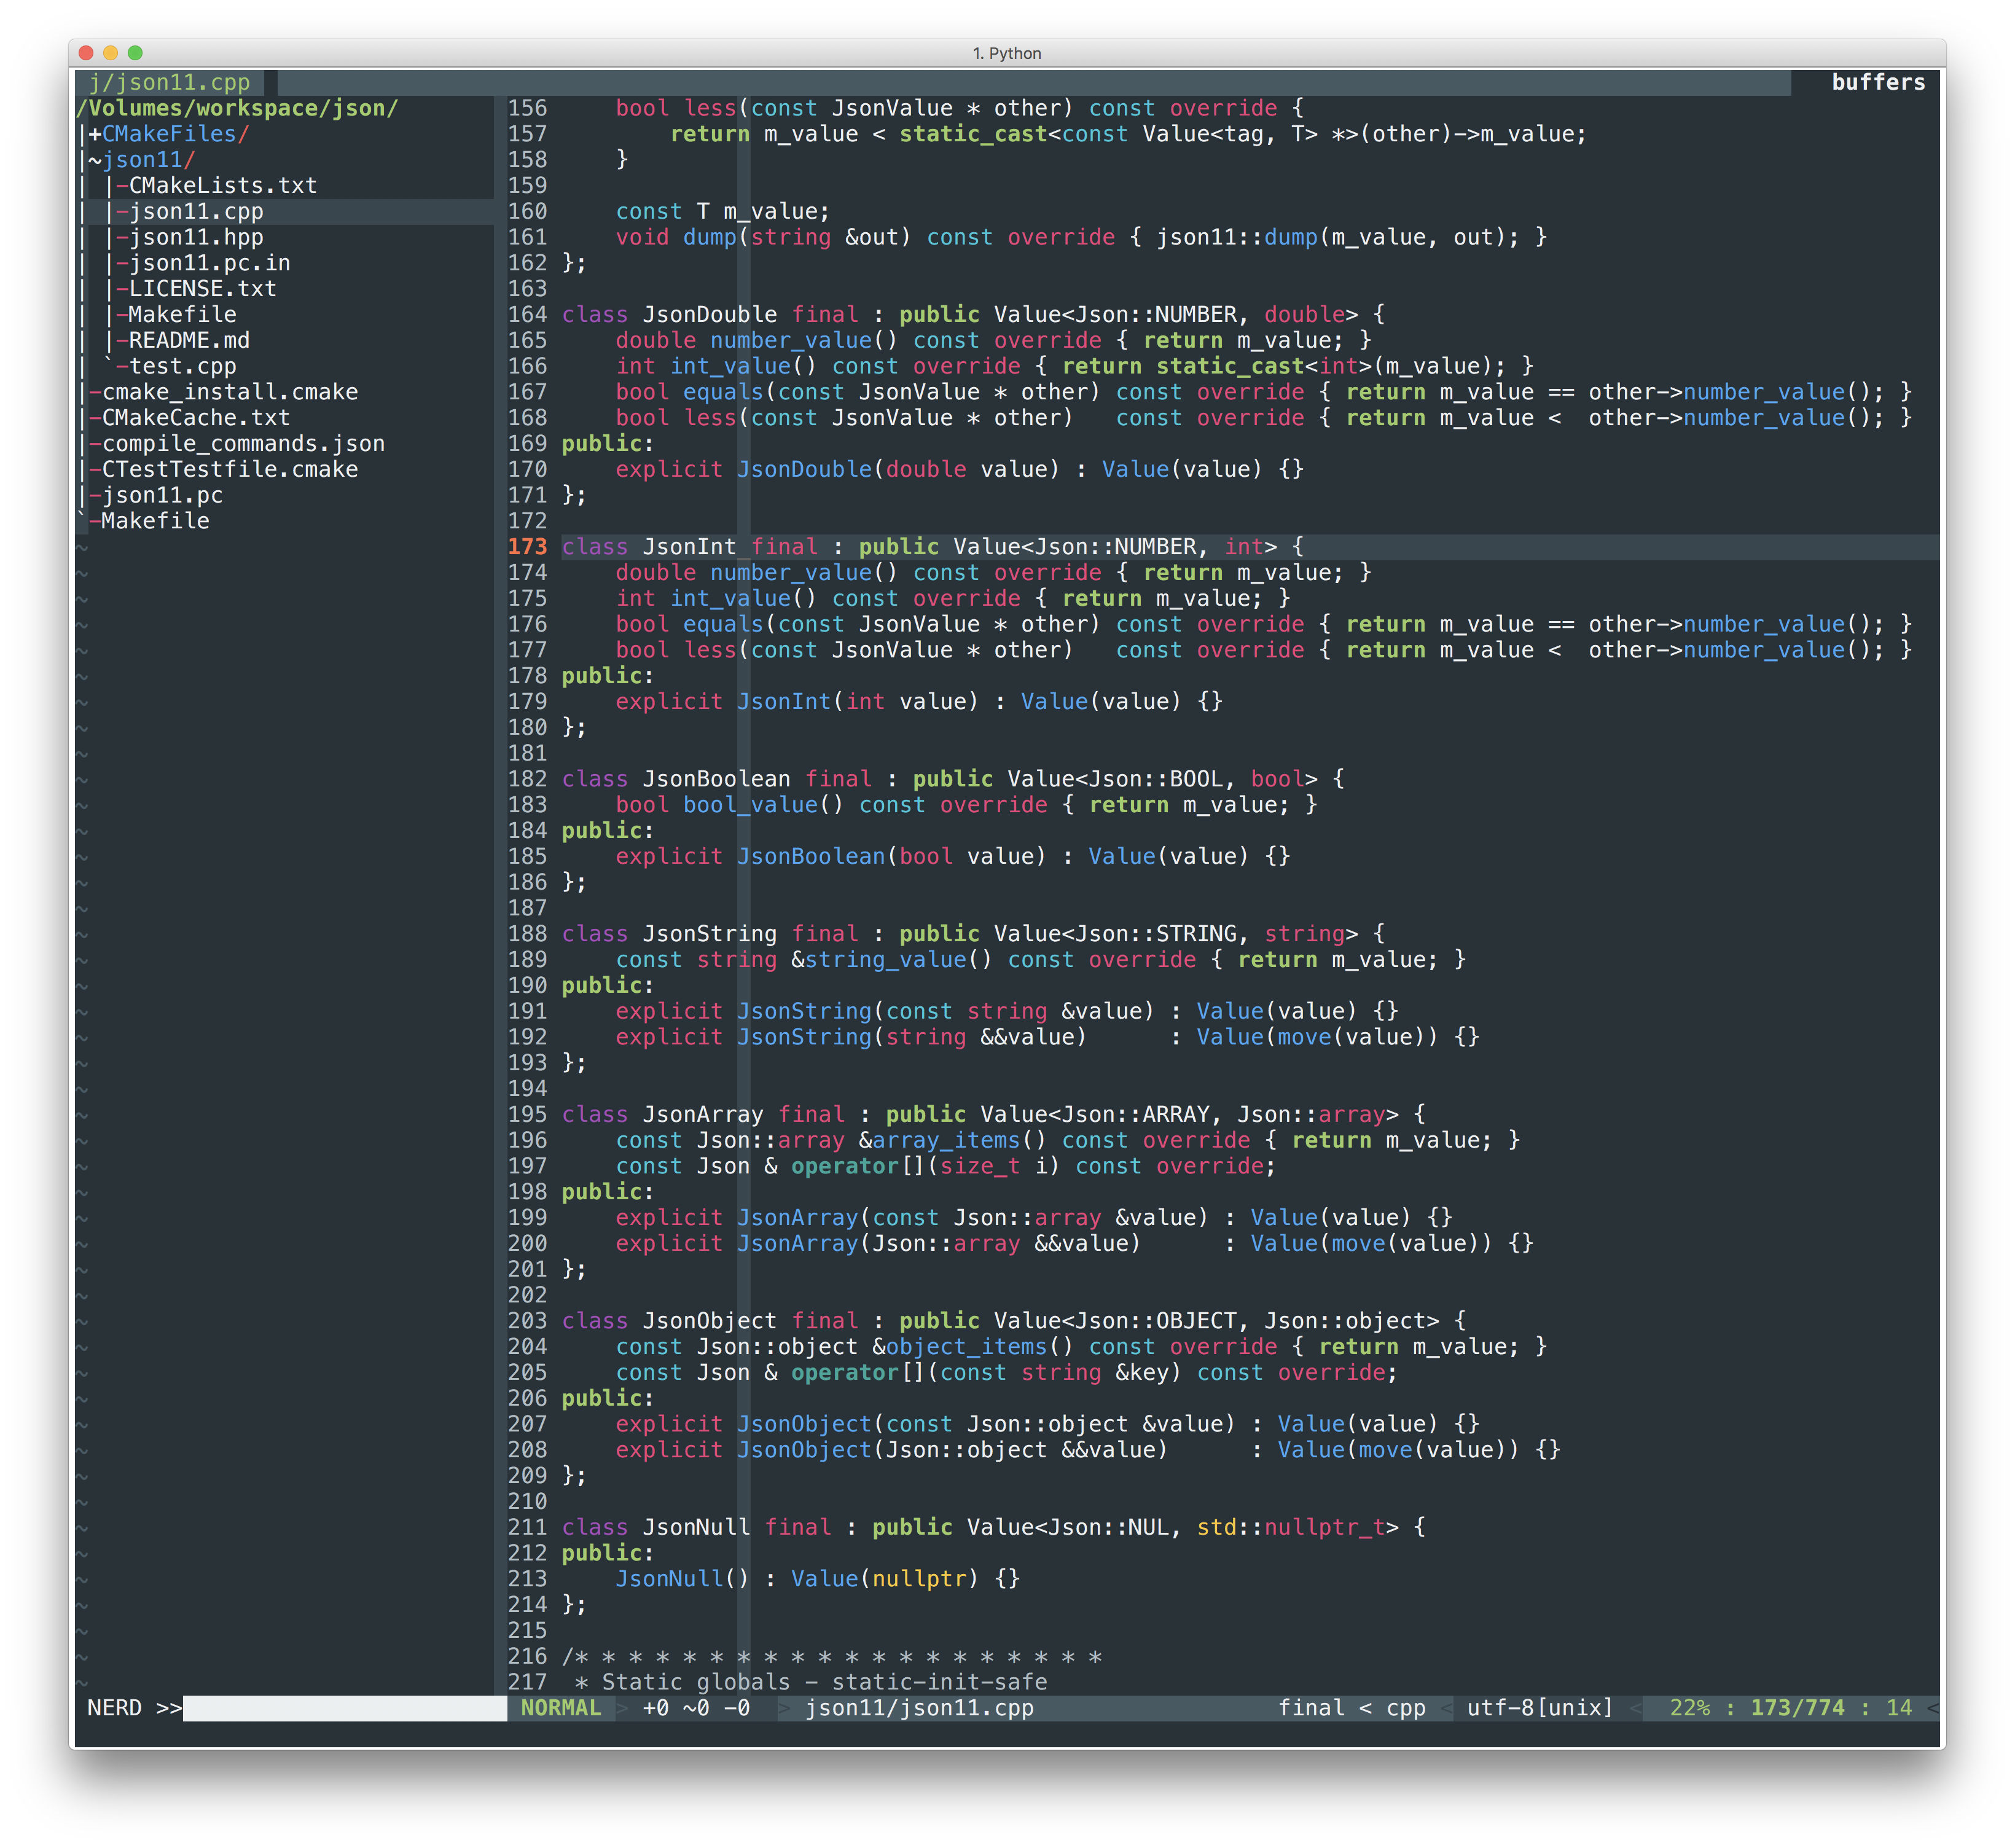 1. Python
j/json11.cpp
buffers
/Volumes/workspace/json/
|+CMakeFiles/
|~json11/
| |-CMakeLists.txt
| |-json11.cpp
| |-json11.hpp
| |-json11.pc.in
| |-LICENSE.txt
| |-Makefile
| |-README.md
| `-test.cpp
|-cmake_install.cmake
|-CMakeCache.txt
|-compile_commands.json
|-CTestTestfile.cmake
|-json11.pc
`-Makefile
156     bool less(const JsonValue * other) const override {
157         return m_value < static_cast<const Value<tag, T> *>(other)->m_value;
158     }
159
160     const T m_value;
161     void dump(string &out) const override { json11::dump(m_value, out); }
162 };
163
164 class JsonDouble final : public Value<Json::NUMBER, double> {
165     double number_value() const override { return m_value; }
166     int int_value() const override { return static_cast<int>(m_value); }
167     bool equals(const JsonValue * other) const override { return m_value == other->number_value(); }
168     bool less(const JsonValue * other)   const override { return m_value <  other->number_value(); }
169 public:
170     explicit JsonDouble(double value) : Value(value) {}
171 };
172
173 class JsonInt final : public Value<Json::NUMBER, int> {
174     double number_value() const override { return m_value; }
175     int int_value() const override { return m_value; }
176     bool equals(const JsonValue * other) const override { return m_value == other->number_value(); }
177     bool less(const JsonValue * other)   const override { return m_value <  other->number_value(); }
178 public:
179     explicit JsonInt(int value) : Value(value) {}
180 };
181
182 class JsonBoolean final : public Value<Json::BOOL, bool> {
183     bool bool_value() const override { return m_value; }
184 public:
185     explicit JsonBoolean(bool value) : Value(value) {}
186 };
187
188 class JsonString final : public Value<Json::STRING, string> {
189     const string &string_value() const override { return m_value; }
190 public:
191     explicit JsonString(const string &value) : Value(value) {}
192     explicit JsonString(string &&value)      : Value(move(value)) {}
193 };
194
195 class JsonArray final : public Value<Json::ARRAY, Json::array> {
196     const Json::array &array_items() const override { return m_value; }
197     const Json & operator[](size_t i) const override;
198 public:
199     explicit JsonArray(const Json::array &value) : Value(value) {}
200     explicit JsonArray(Json::array &&value)      : Value(move(value)) {}
201 };
202
203 class JsonObject final : public Value<Json::OBJECT, Json::object> {
204     const Json::object &object_items() const override { return m_value; }
205     const Json & operator[](const string &key) const override;
206 public:
207     explicit JsonObject(const Json::object &value) : Value(value) {}
208     explicit JsonObject(Json::object &&value)      : Value(move(value)) {}
209 };
210
211 class JsonNull final : public Value<Json::NUL, std::nullptr_t> {
212 public:
213     JsonNull() : Value(nullptr) {}
214 };
215
216 /* * * * * * * * * * * * * * * * * * * *
217  * Static globals - static-init-safe
NERD >>
NORMAL > +0 ~0 -0 > json11/json11.cpp
final < cpp < utf-8[unix] < 22% : 173/774 : 14 <